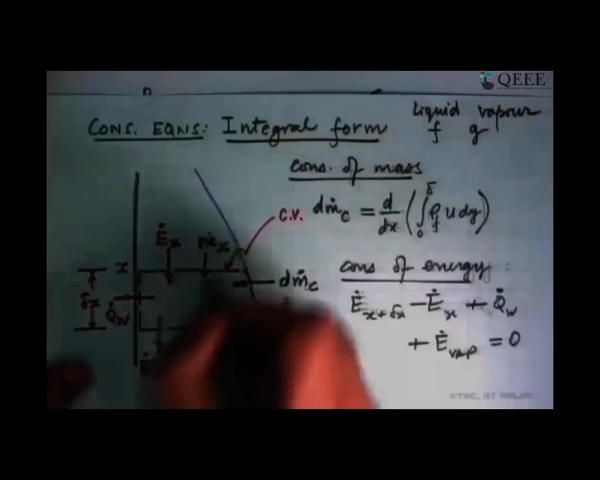 QEEE
Liquid vapour
f g
CONS. EQNS: Integral form
Cons. of mass
dṁc = d/dx (∫₀^δ ρf u dy)
C.V.
Ėx ṁx
x
dṁc
cons of energy:
δx
Q̇w
Ėx+δx − Ėx + Q̇w
+ Ėvap = 0